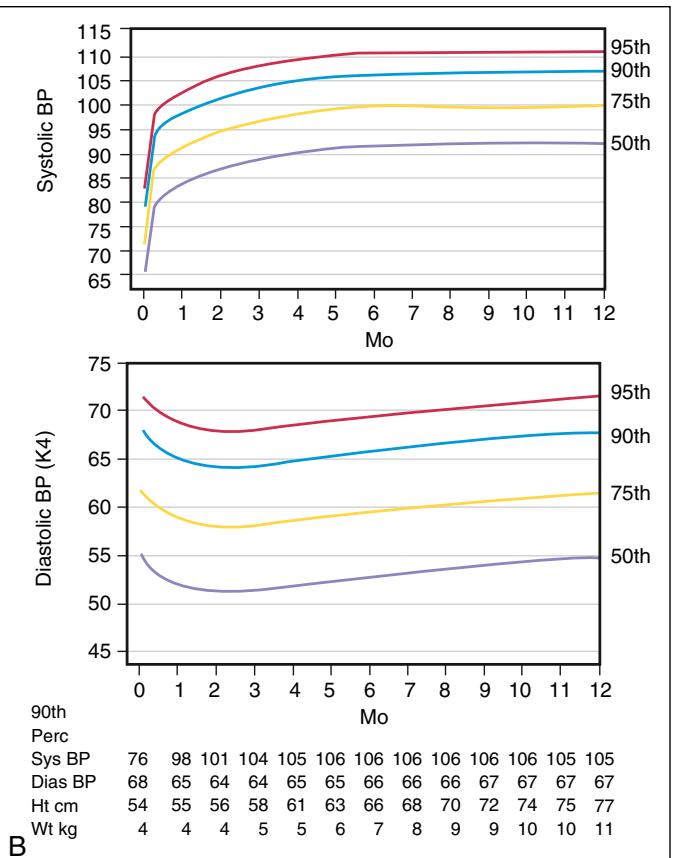 115
110
105
100
95
90
85
80
75
70
65
Systolic BP
95th
90th
75th
50th
0 1 2 3 4 5 6 7 8 9 10 11 12
Mo
75
70
65
60
55
50
45
Diastolic BP (K4)
95th
90th
75th
50th
0 1 2 3 4 5 6 7 8 9 10 11 12
Mo
90th
Perc
Sys BP 76 98 101 104 105 106 106 106 106 106 106 105 105
Dias BP 68 65 64 64 65 65 66 66 66 67 67 67 67
Ht cm 54 55 56 58 61 63 66 68 70 72 74 75 77
Wt kg 4 4 4 5 5 6 7 8 9 9 10 10 11
B